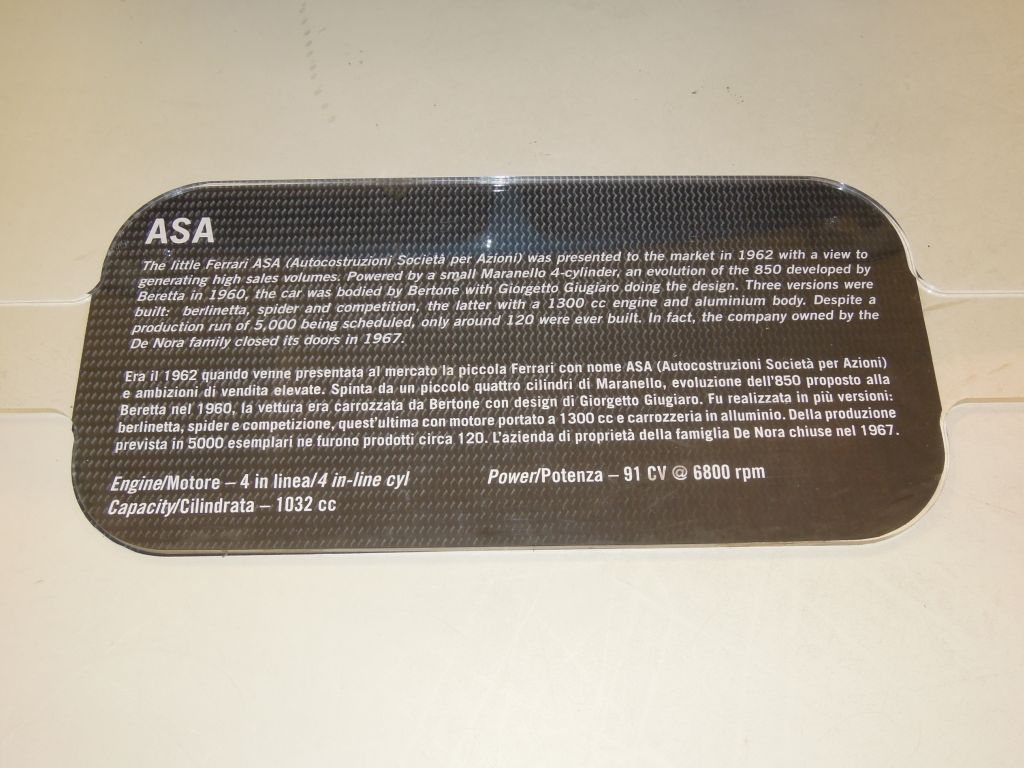 ASA
The little Ferrari ASA (Autocostruzioni Società per Azioni) was presented to the market in 1962 with a view to
generating high sales volumes. Powered by a small Maranello 4-cylinder, an evolution of the 850 developed by
Beretta in 1960, the car was bodied by Bertone with Giorgetto Giugiaro doing the design. Three versions were
built: berlinetta, spider and competition, the latter with a 1300 cc engine and aluminium body. Despite a
production run of 5,000 being scheduled, only around 120 were ever built. In fact, the company owned by the
De Nora family closed its doors in 1967.
Era il 1962 quando venne presentata al mercato la piccola Ferrari con nome ASA (Autocostruzioni Società per Azioni)
e ambizioni di vendita elevate. Spinta da un piccolo quattro cilindri di Maranello, evoluzione dell'850 proposto alla
Beretta nel 1960, la vettura era carrozzata da Bertone con design di Giorgetto Giugiaro. Fu realizzata in più versioni:
berlinetta, spider e competizione, quest'ultima con motore portato a 1300 cc e carrozzeria in alluminio. Della produzione
prevista in 5000 esemplari ne furono prodotti circa 120. L'azienda di proprietà della famiglia De Nora chiuse nel 1967.
Engine/Motore – 4 in linea/4 in-line cyl
Power/Potenza – 91 CV @ 6800 rpm
Capacity/Cilindrata – 1032 cc